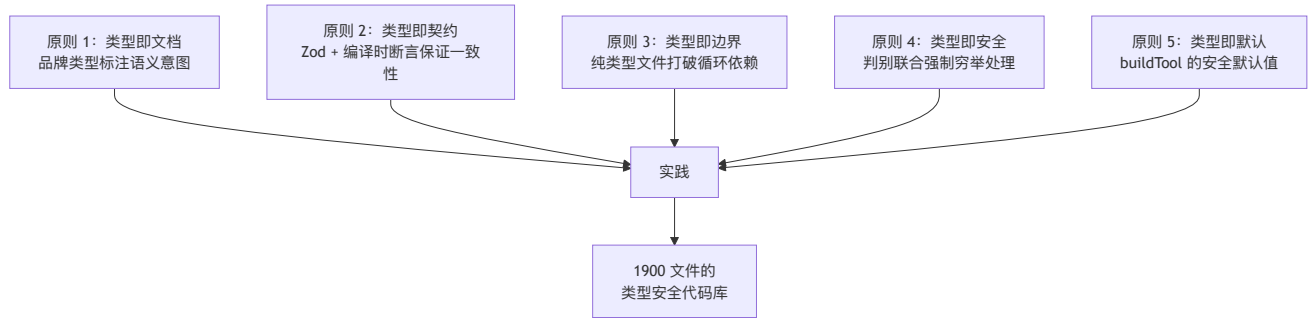 原则 1：类型即文档
品牌类型标注语义意图
原则 2：类型即契约
Zod + 编译时断言保证一致
性
原则 3：类型即边界
纯类型文件打破循环依赖
原则 4：类型即安全
判别联合强制穷举处理
原则 5：类型即默认
buildTool 的安全默认值
实践
1900 文件的
类型安全代码库